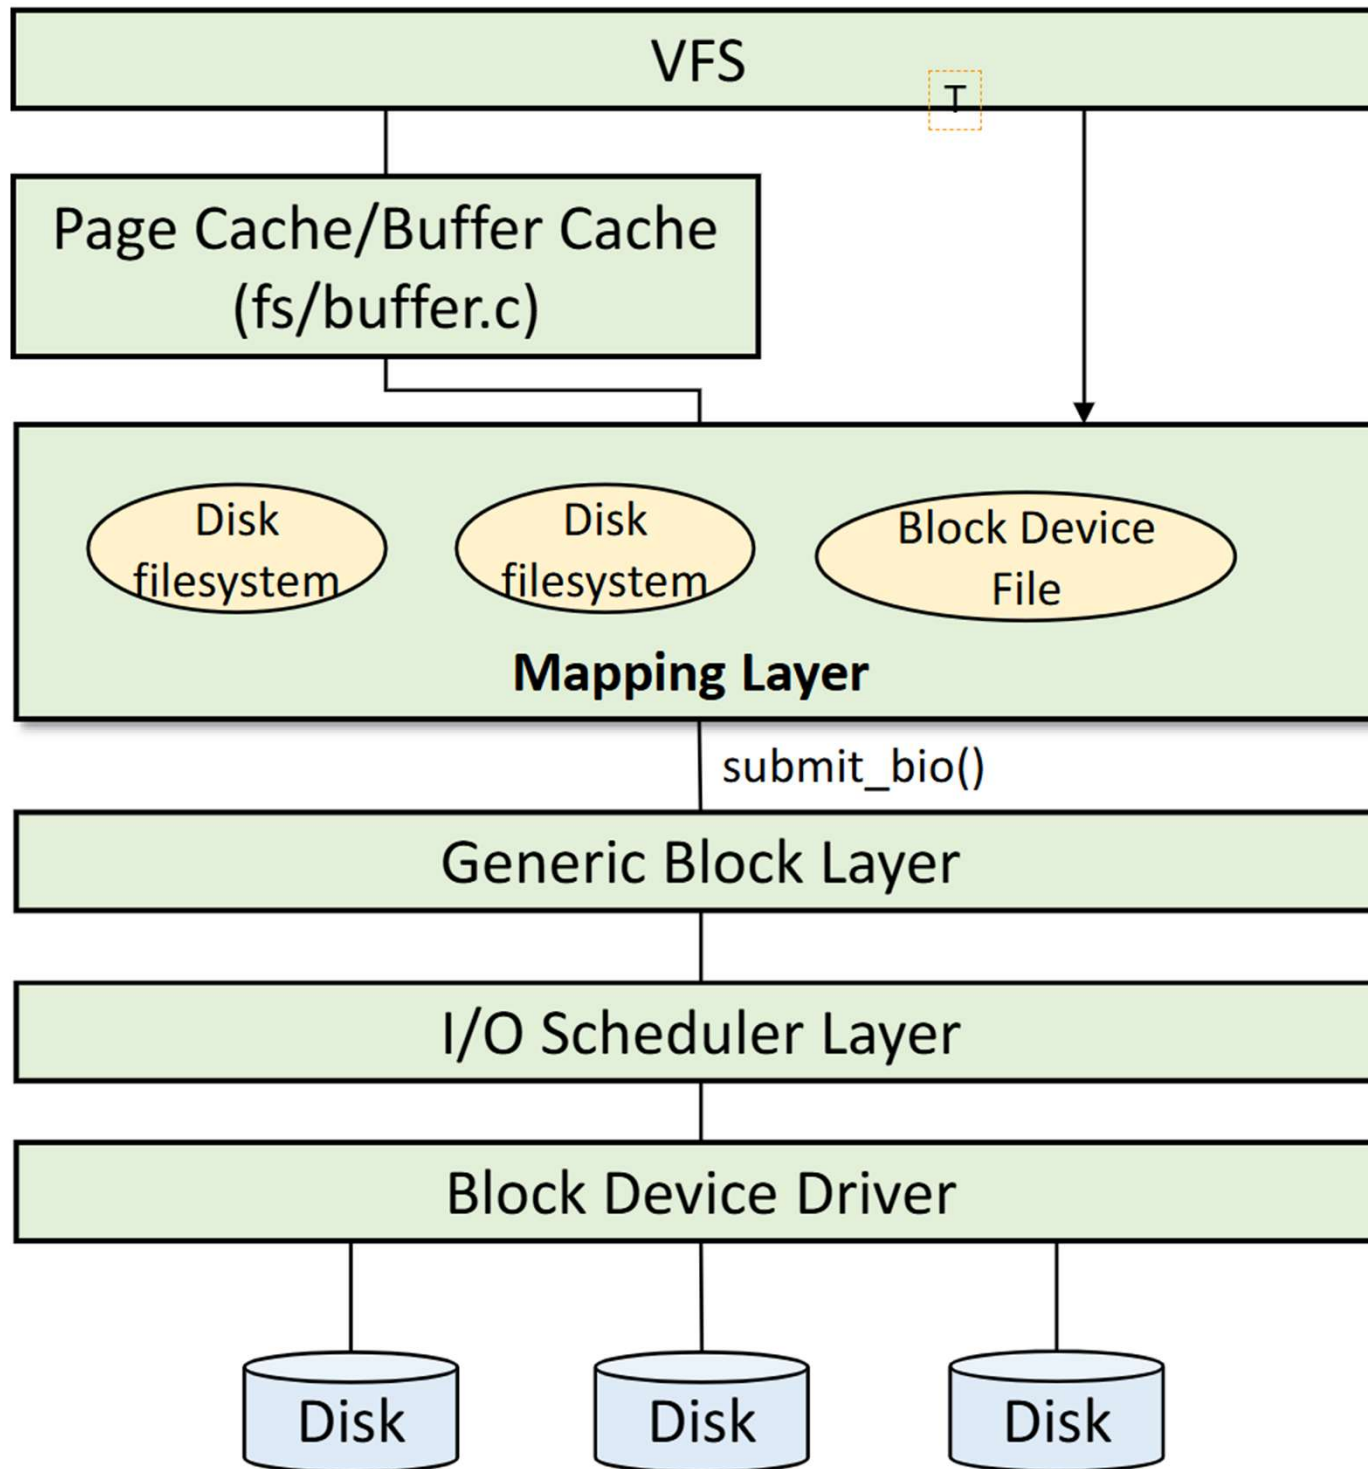 VFS
T
Page Cache/Buffer Cache
(fs/buffer.c)
Disk
filesystem
Disk
filesystem
Block Device
File
Mapping Layer
submit_bio()
Generic Block Layer
I/O Scheduler Layer
Block Device Driver
Disk
Disk
Disk